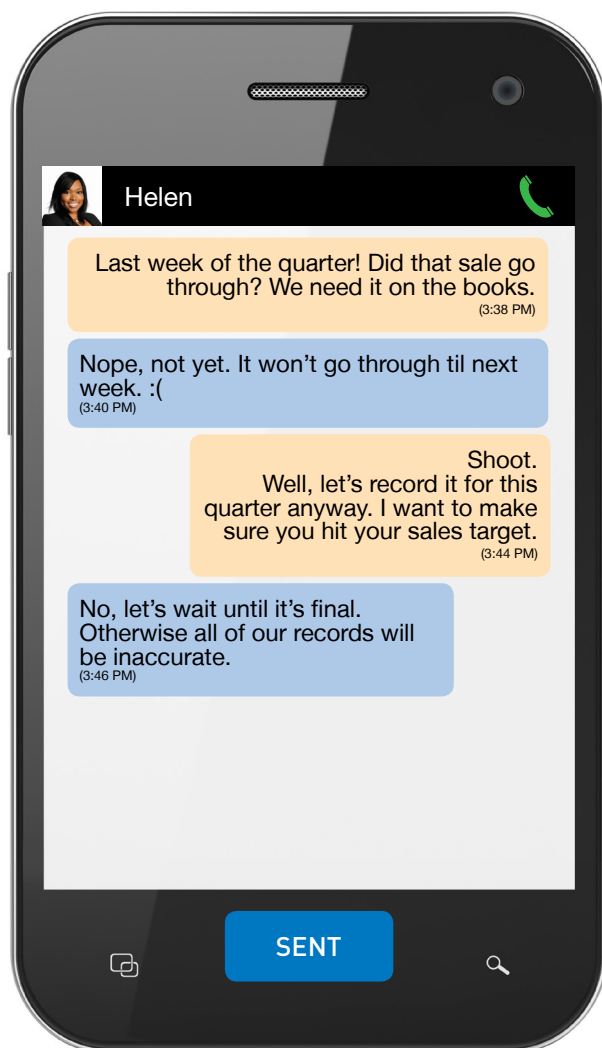 Helen
Last week of the quarter! Did that sale go
through? We need it on the books.
(3:38 PM)
Nope, not yet. It won’t go through til next
week. :(
(3:40 PM)
Shoot.
Well, let’s record it for this
quarter anyway. I want to make
sure you hit your sales target.
(3:44 PM)
No, let’s wait until it’s final.
Otherwise all of our records will
be inaccurate.
(3:46 PM)
SENT